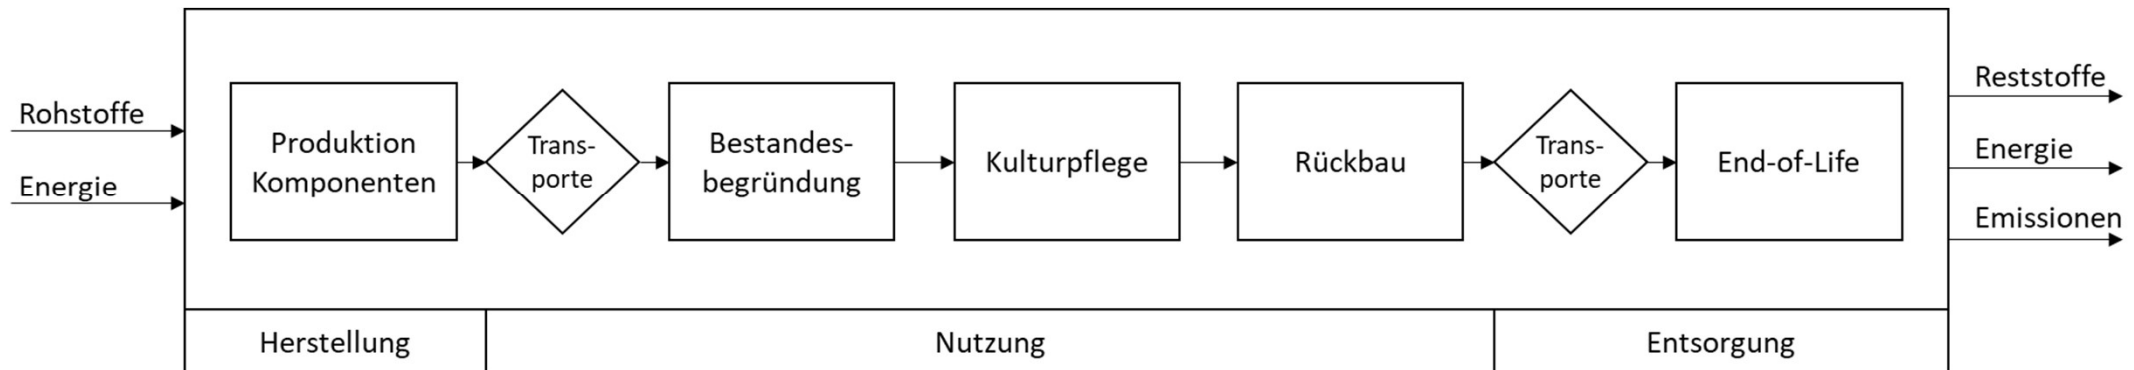 Rohstoffe
Energie
Produktion
Komponenten
Trans-
porte
Bestandes-
begründung
Kulturpflege
Rückbau
Trans-
porte
End-of-Life
Reststoffe
Energie
Emissionen
Herstellung
Nutzung
Entsorgung